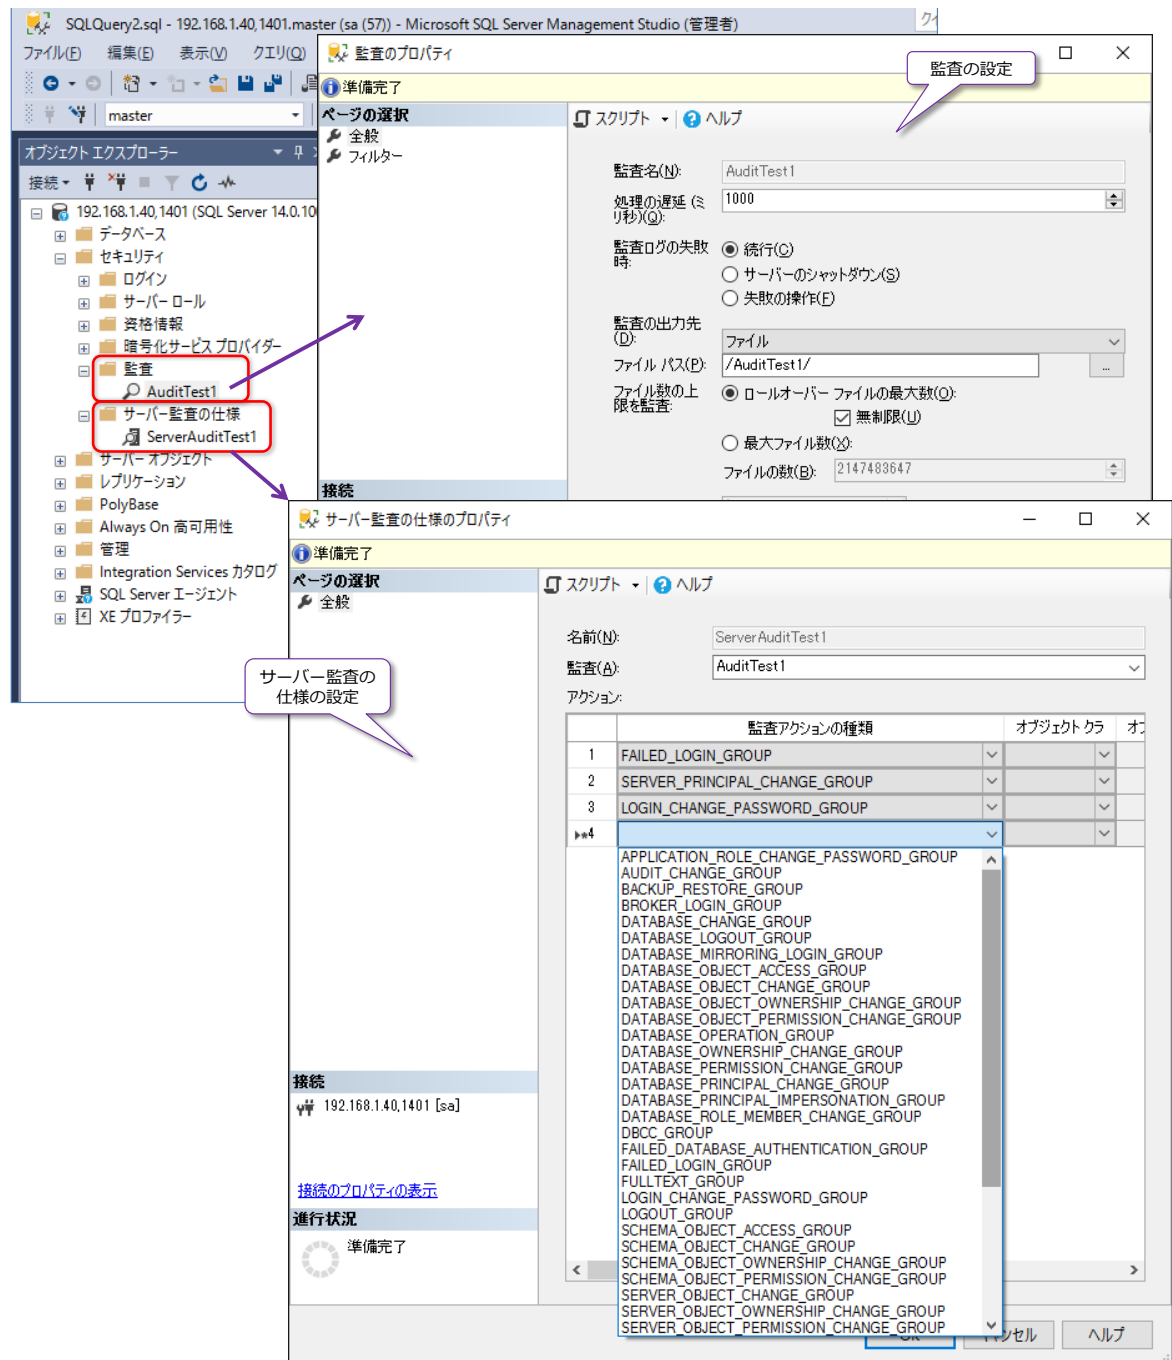 SQLQuery2.sql - 192.168.1.40,1401.master (sa (57)) - Microsoft SQL Server Management Studio (管理者)
ファイル(F) 編集(E) 表示(V) クエリ(Q)
master
オブジェクト エクスプローラー
接続
192.168.1.40,1401 (SQL Server 14.0.10
データベース
セキュリティ
ログイン
サーバー ロール
資格情報
暗号化サービス プロバイダー
監査
AuditTest1
サーバー監査の仕様
ServerAuditTest1
サーバー オブジェクト
レプリケーション
PolyBase
Always On 高可用性
管理
Integration Services カタログ
SQL Server エージェント
XE プロファイラー
監査のプロパティ
監査の設定
準備完了
ページの選択
全般
フィルター
スクリプト ヘルプ
監査名(N): AuditTest1
処理の遅延 (ミリ秒)(Q): 1000
監査ログの失敗時: 続行(C)
サーバーのシャットダウン(S)
失敗の操作(F)
監査の出力先(D): ファイル
ファイル パス(P): /AuditTest1/ ...
ファイル数の上限を監査: ロールオーバー ファイルの最大数(O):
無制限(U)
最大ファイル数(X):
ファイルの数(B): 2147483647
接続
サーバー監査の仕様のプロパティ
準備完了
ページの選択
全般
スクリプト ヘルプ
サーバー監査の
仕様の設定
名前(N): ServerAuditTest1
監査(A): AuditTest1
アクション:
監査アクションの種類 オブジェクト クラ オブ
1 FAILED_LOGIN_GROUP
2 SERVER_PRINCIPAL_CHANGE_GROUP
3 LOGIN_CHANGE_PASSWORD_GROUP
*4
APPLICATION_ROLE_CHANGE_PASSWORD_GROUP
AUDIT_CHANGE_GROUP
BACKUP_RESTORE_GROUP
BROKER_LOGIN_GROUP
DATABASE_CHANGE_GROUP
DATABASE_LOGOUT_GROUP
DATABASE_MIRRORING_LOGIN_GROUP
DATABASE_OBJECT_ACCESS_GROUP
DATABASE_OBJECT_CHANGE_GROUP
DATABASE_OBJECT_OWNERSHIP_CHANGE_GROUP
DATABASE_OBJECT_PERMISSION_CHANGE_GROUP
DATABASE_OPERATION_GROUP
DATABASE_OWNERSHIP_CHANGE_GROUP
DATABASE_PERMISSION_CHANGE_GROUP
DATABASE_PRINCIPAL_CHANGE_GROUP
DATABASE_PRINCIPAL_IMPERSONATION_GROUP
DATABASE_ROLE_MEMBER_CHANGE_GROUP
DBCC_GROUP
FAILED_DATABASE_AUTHENTICATION_GROUP
FAILED_LOGIN_GROUP
FULLTEXT_GROUP
LOGIN_CHANGE_PASSWORD_GROUP
LOGOUT_GROUP
SCHEMA_OBJECT_ACCESS_GROUP
SCHEMA_OBJECT_CHANGE_GROUP
SCHEMA_OBJECT_OWNERSHIP_CHANGE_GROUP
SCHEMA_OBJECT_PERMISSION_CHANGE_GROUP
SERVER_OBJECT_CHANGE_GROUP
SERVER_OBJECT_OWNERSHIP_CHANGE_GROUP
SERVER_OBJECT_PERMISSION_CHANGE_GROUP
接続
192.168.1.40,1401 [sa]
接続のプロパティの表示
進行状況
準備完了
ンセル ヘルプ